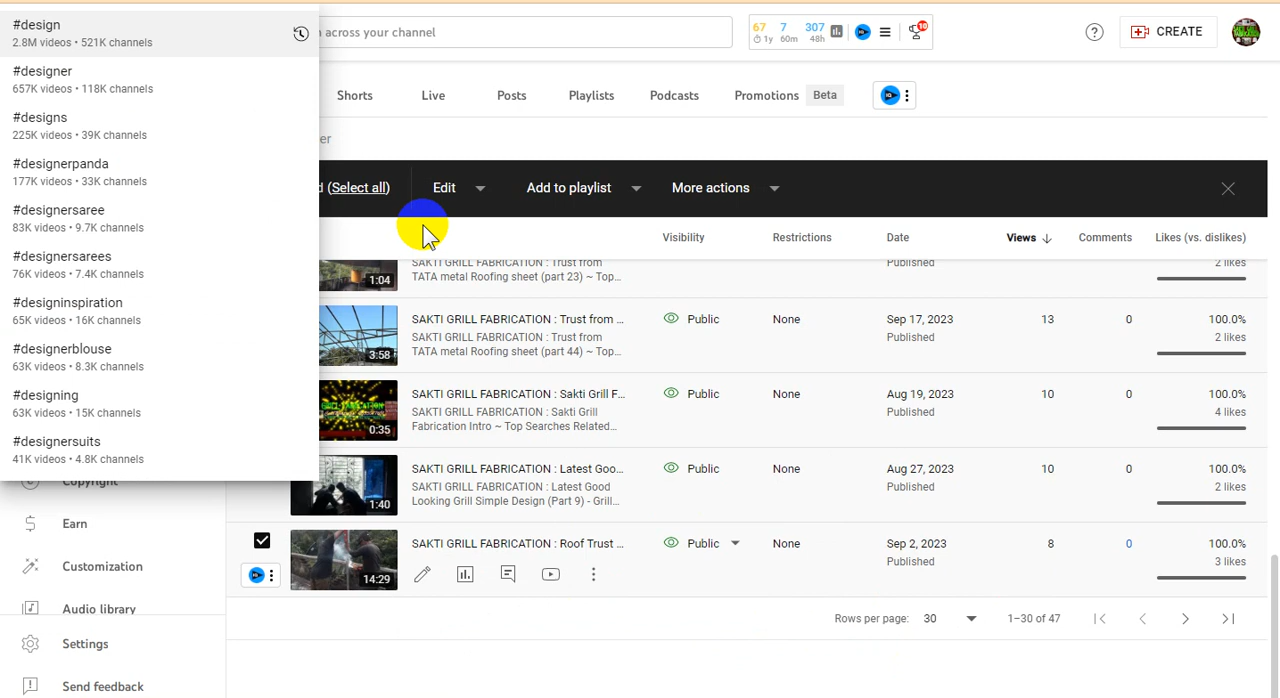 #design
2.8M videos • 521K channels
#designer
657K videos • 118K channels
#designs
225K videos • 39K channels
#designerpanda
177K videos • 33K channels
#designersaree
83K videos • 9.7K channels
#designersarees
76K videos • 7.4K channels
#designinspiration
65K videos • 16K channels
#designerblouse
63K videos • 8.3K channels
#designing
63K videos • 15K channels
#designersuits
41K videos • 4.8K channels
across your channel
67 7 307
1y 60m 48h
10
CREATE
Shorts Live Posts Playlists Podcasts Promotions Beta
(Select all) Edit Add to playlist More actions
Visibility Restrictions Date Views Comments Likes (vs. dislikes)
1:04
SAKTI GRILL FABRICATION : Trust from
TATA metal Roofing sheet (part 23) ~ Top...
Published
2 likes
3:58
SAKTI GRILL FABRICATION : Trust from ...
SAKTI GRILL FABRICATION : Trust from
TATA metal Roofing sheet (part 44) ~ Top...
Public None Sep 17, 2023 13 0 100.0%
Published 2 likes
GRILL FABRICATION
0:35
SAKTI GRILL FABRICATION : Sakti Grill F...
SAKTI GRILL FABRICATION : Sakti Grill
Fabrication Intro ~ Top Searches Related...
Public None Aug 19, 2023 10 0 100.0%
Published 4 likes
1:40
SAKTI GRILL FABRICATION : Latest Goo...
SAKTI GRILL FABRICATION : Latest Good
Looking Grill Simple Design (Part 9) - Grill...
Public None Aug 27, 2023 10 0 100.0%
Published 2 likes
14:29
SAKTI GRILL FABRICATION : Roof Trust ...
Public None Sep 2, 2023 8 0 100.0%
Published 3 likes
Copyright
Earn
Customization
Audio library
Settings
Send feedback
Rows per page: 30 1–30 of 47